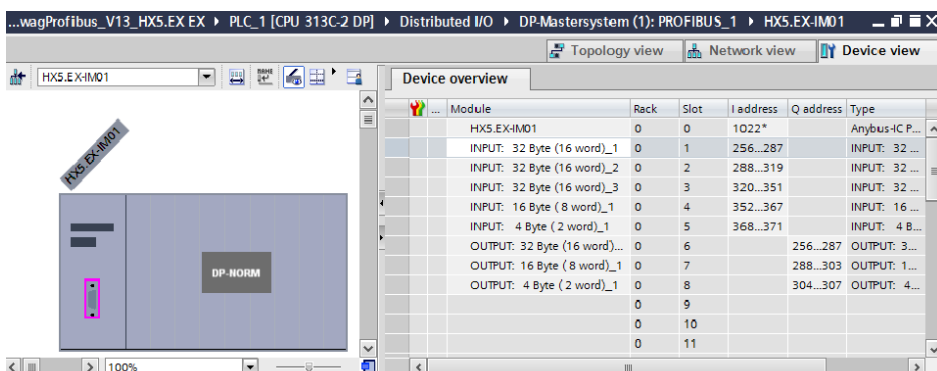 ...wagProfibus_V13_HX5.EX EX ▸ PLC_1 [CPU 313C-2 DP] ▸ Distributed I/O ▸ DP-Mastersystem (1): PROFIBUS_1 ▸ HX5.EX-IM01
Topology view Network view Device view
HX5.EX-IM01
Device overview
... Module Rack Slot I address Q address Type
HX5.EX-IM01 0 0 1022* Anybus-IC P...
INPUT: 32 Byte (16 word)_1 0 1 256...287 INPUT: 32 ...
INPUT: 32 Byte (16 word)_2 0 2 288...319 INPUT: 32 ...
INPUT: 32 Byte (16 word)_3 0 3 320...351 INPUT: 32 ...
INPUT: 16 Byte ( 8 word)_1 0 4 352...367 INPUT: 16 ...
INPUT: 4 Byte ( 2 word)_1 0 5 368...371 INPUT: 4 B...
OUTPUT: 32 Byte (16 word)... 0 6 256...287 OUTPUT: 3...
OUTPUT: 16 Byte ( 8 word)_1 0 7 288...303 OUTPUT: 1...
OUTPUT: 4 Byte ( 2 word)_1 0 8 304...307 OUTPUT: 4...
0 9
0 10
0 11
HX5.EX-IM01
DP-NORM
100%